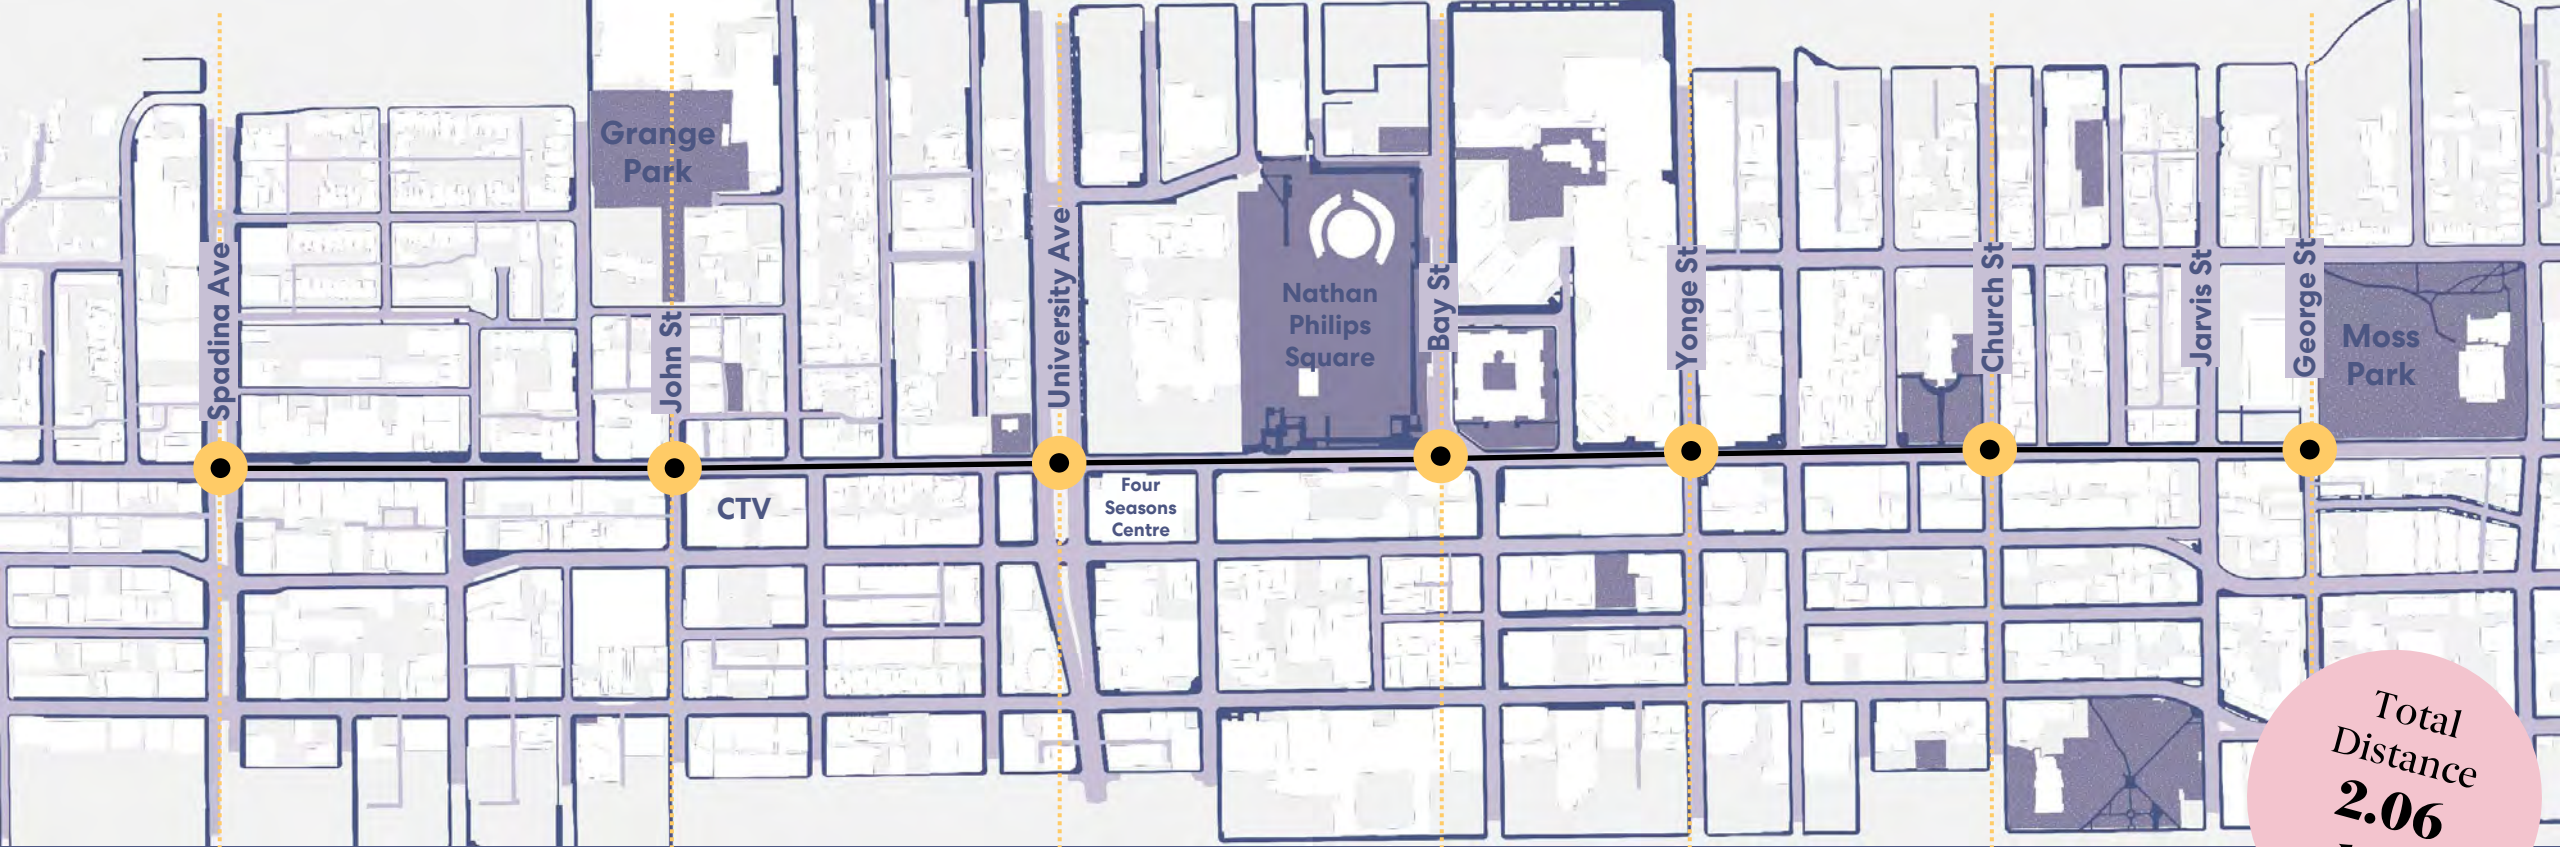 Grange
Park
Spadina Ave
John St
University Ave
Nathan
Philips
Square
Bay St
Yonge St
Church St
Jarvis St
George St
Moss
Park
CTV
Four
Seasons
Centre
Total
Distance
2.06